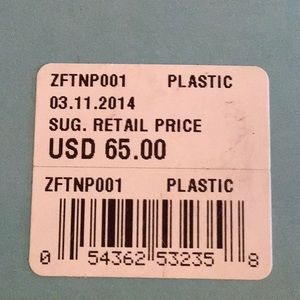 ZFTNP001 PLASTIC
03.11.2014
SUG. RETAIL PRICE
USD 65.00
ZFTNP001 PLASTIC
0 54362 53235 8